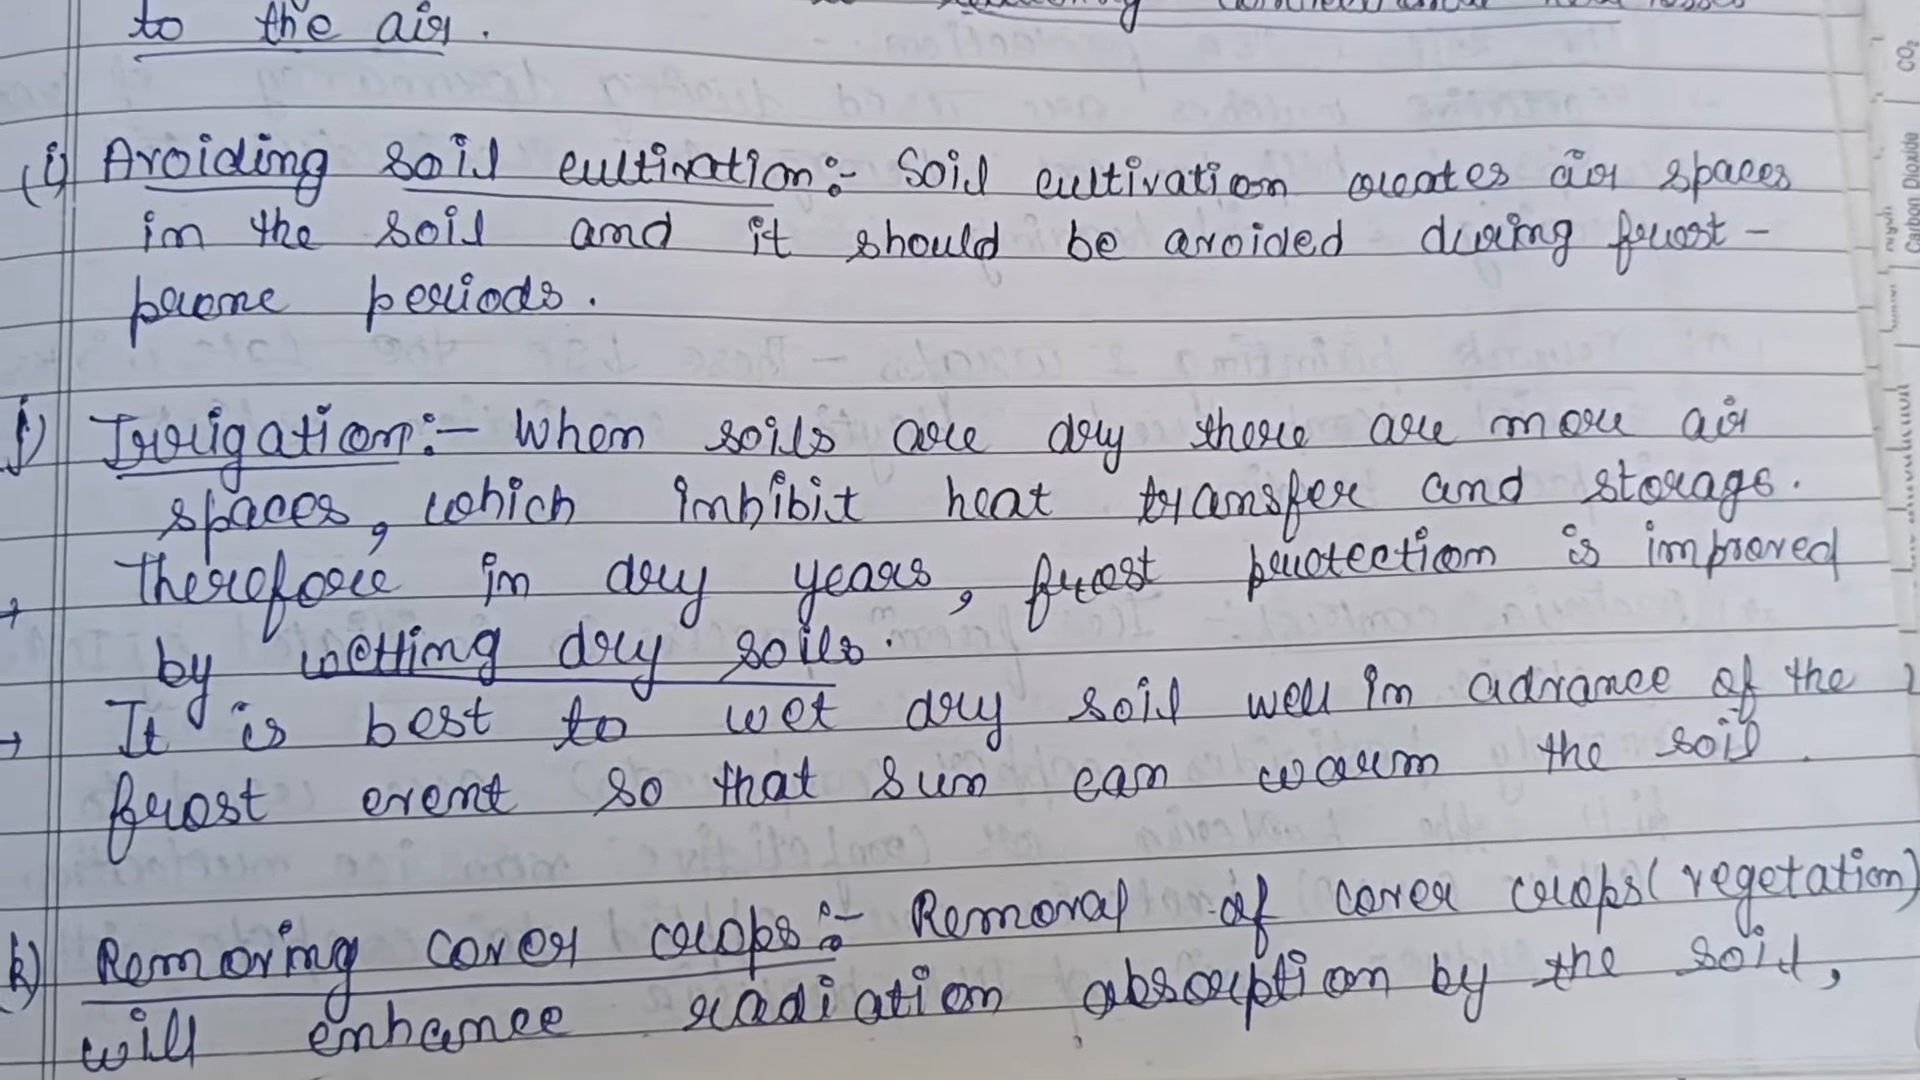 to the air.
(i) Avoiding soil cultivation:- Soil cultivation creates air spaces
in the soil and it should be avoided during frost-
prone periods.
j) Irrigation:- When soils are dry there are more air
spaces, which inhibit heat transfer and storage.
→ Therefore in dry years, frost protection is improved
by wetting dry soils.
→ It is best to wet dry soil well in advance of the
frost event so that sun can warm the soil.
k) Removing cover crops:- Removal of cover crops (vegetation)
will enhance radiation absorption by the soil,
CO2
Carbon Dioxide